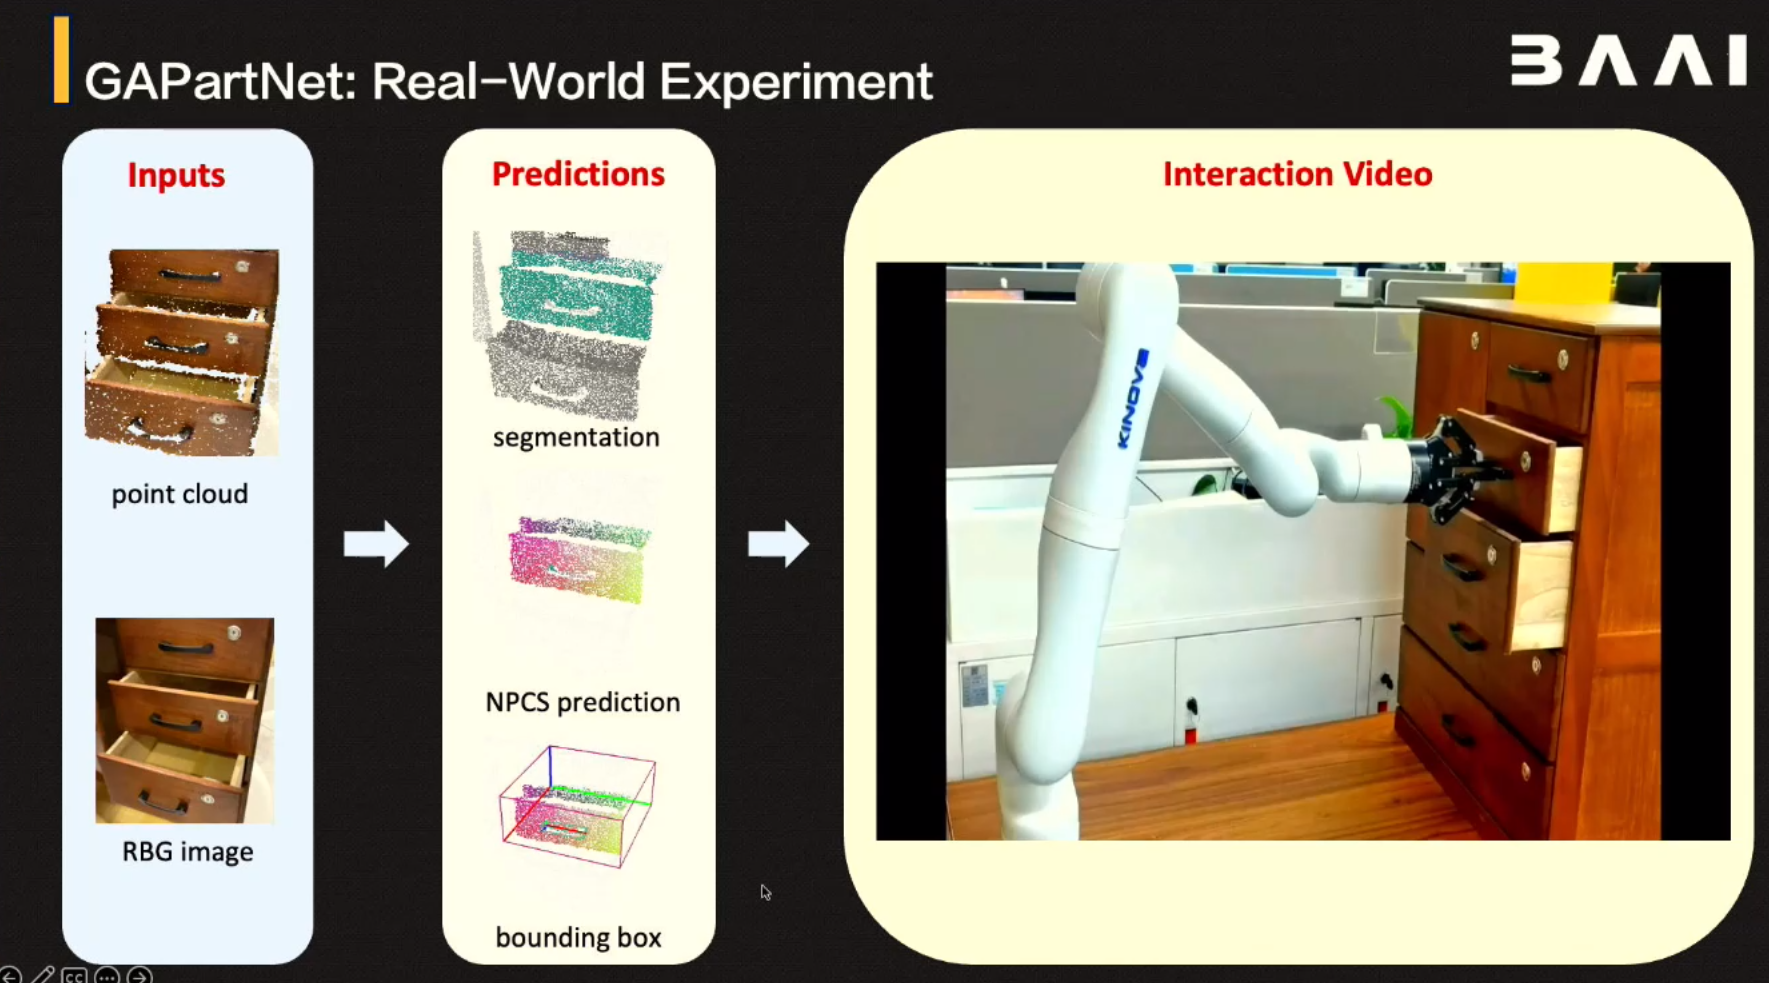 GAPartNet: Real-World Experiment
BAAI
Inputs
point cloud
RBG image
Predictions
segmentation
NPCS prediction
bounding box
Interaction Video
KINOVA
CC